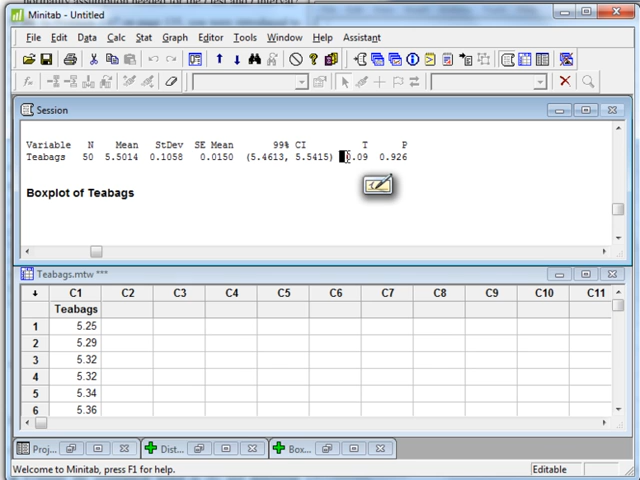 Minitab - Untitled
File Edit Data Calc Stat Graph Editor Tools Window Help Assistant
Session
Variable N Mean StDev SE Mean 99% CI T P
Teabags 50 5.5014 0.1058 0.0150 (5.4613, 5.5415) 0.09 0.926
Boxplot of Teabags
Teabags.mtw ***
C1 C2 C3 C4 C5 C6 C7 C8 C9 C10 C11
Teabags
1 5.25
2 5.29
3 5.32
4 5.32
5 5.34
6 5.36
Proj... Dist... Box...
Welcome to Minitab, press F1 for help. Editable